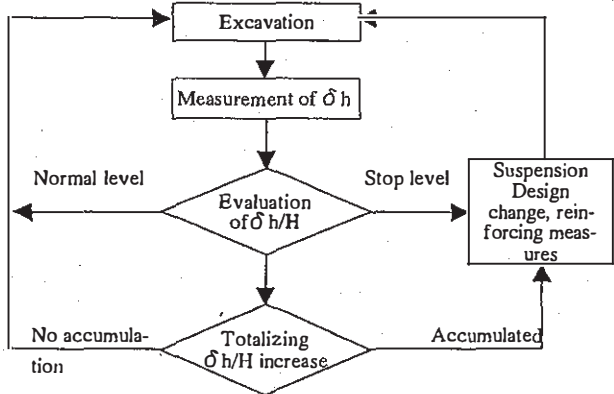 Excavation
Measurement of δh
Normal level
Evaluation
of δh/H
Stop level
Suspension
Design
change, rein-
forcing meas-
ures
No accumula-
tion
Totalizing
δh/H increase
Accumulated